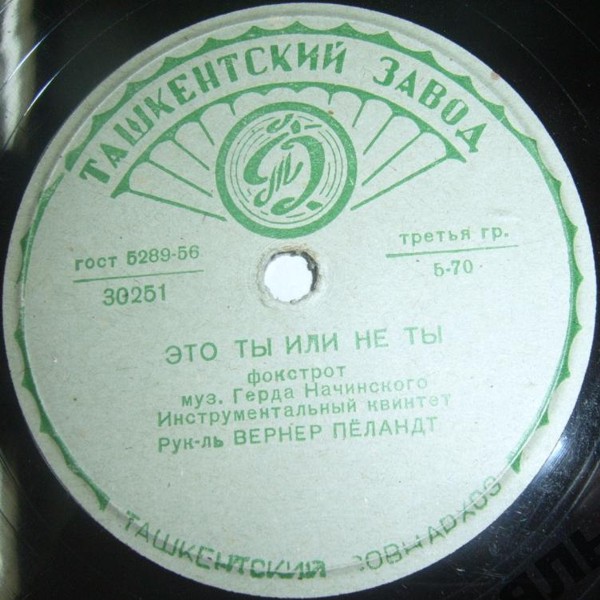 ТАШКЕНТСКИЙ ЗАВОД
ГОСТ 5289-56
30251
третья гр.
5-70
ЭТО ТЫ ИЛИ НЕ ТЫ
фокстрот
муз. Герда Начинского
Инструментальный квинтет
Рук-ль ВЕРНЕР ПЁЛАНДТ
ТАШКЕНТСКИЙ СОВНАРХОЗ